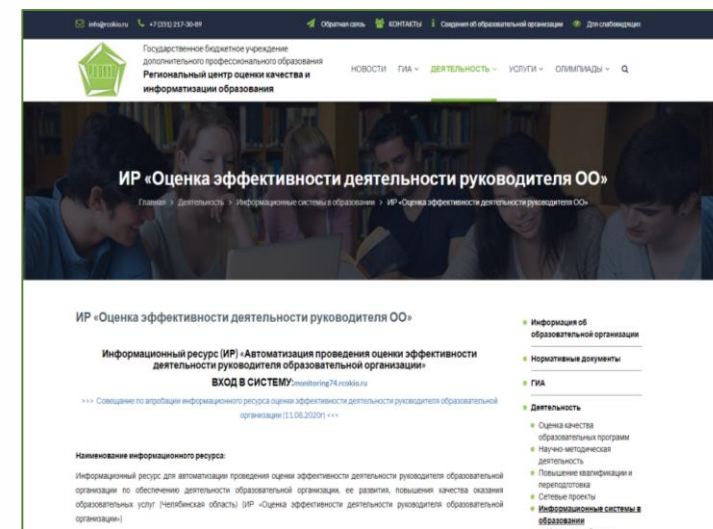 info@rcokio.ru +7 (351) 217-30-89 Обратная связь КОНТАКТЫ Сведения об образовательной организации Для слабовидящих
Государственное бюджетное учреждение
дополнительного профессионального образования
Региональный центр оценки качества и
информатизации образования
НОВОСТИ ГИА ДЕЯТЕЛЬНОСТЬ УСЛУГИ ОЛИМПИАДЫ
ИР «Оценка эффективности деятельности руководителя ОО»
Главная > Деятельность > Информационные системы в образовании > ИР «Оценка эффективности деятельности руководителя ОО»
ИР «Оценка эффективности деятельности руководителя ОО»
Информационный ресурс (ИР) «Автоматизация проведения оценки эффективности
деятельности руководителя образовательной организации»
ВХОД В СИСТЕМУ: monitoring74.rcokio.ru
>>> Совещание по апробации информационного ресурса оценки эффективности деятельности руководителя образовательной
организации (11.08.2020г) <<<
Наименование информационного ресурса:
Информационный ресурс для автоматизации проведения оценки эффективности деятельности руководителя образовательной
организации по обеспечению деятельности образовательной организации, ее развития, повышения качества оказания
образовательных услуг (Челябинская область) (ИР «Оценка эффективности деятельности руководителя образовательной
организации»)
Информация об
образовательной организации
Нормативные документы
ГИА
Деятельность
Оценка качества
образовательных программ
Научно-методическая
деятельность
Повышение квалификации и
переподготовка
Сетевые проекты
Информационные системы в
образовании